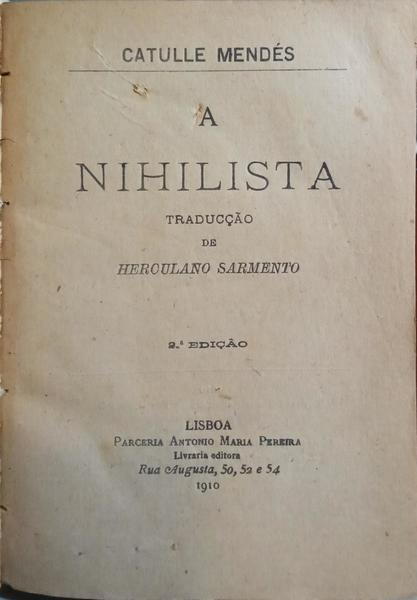 CATULLE MENDÉS
A
NIHILISTA
TRADUCÇÃO
DE
HERCULANO SARMENTO
2.ª EDIÇÃO
LISBOA
PARCERIA ANTONIO MARIA PEREIRA
Livraria editora
Rua Augusta, 50, 52 e 54
1910